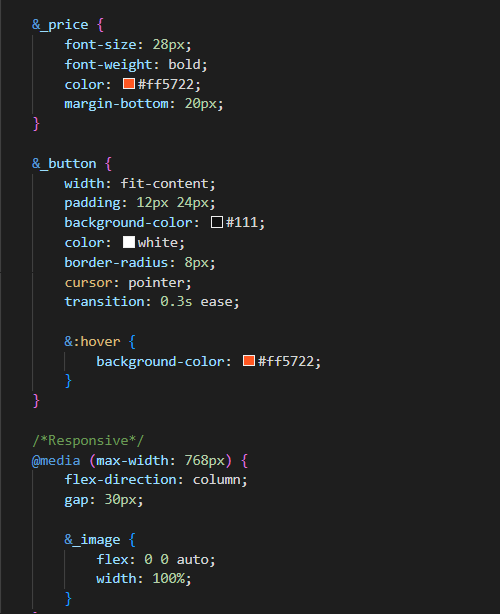 &_price {
font-size: 28px;
font-weight: bold;
color: #ff5722;
margin-bottom: 20px;
}
&_button {
width: fit-content;
padding: 12px 24px;
background-color: #111;
color: white;
border-radius: 8px;
cursor: pointer;
transition: 0.3s ease;
&:hover {
background-color: #ff5722;
}
}
/*Responsive*/
@media (max-width: 768px) {
flex-direction: column;
gap: 30px;
&_image {
flex: 0 0 auto;
width: 100%;
}